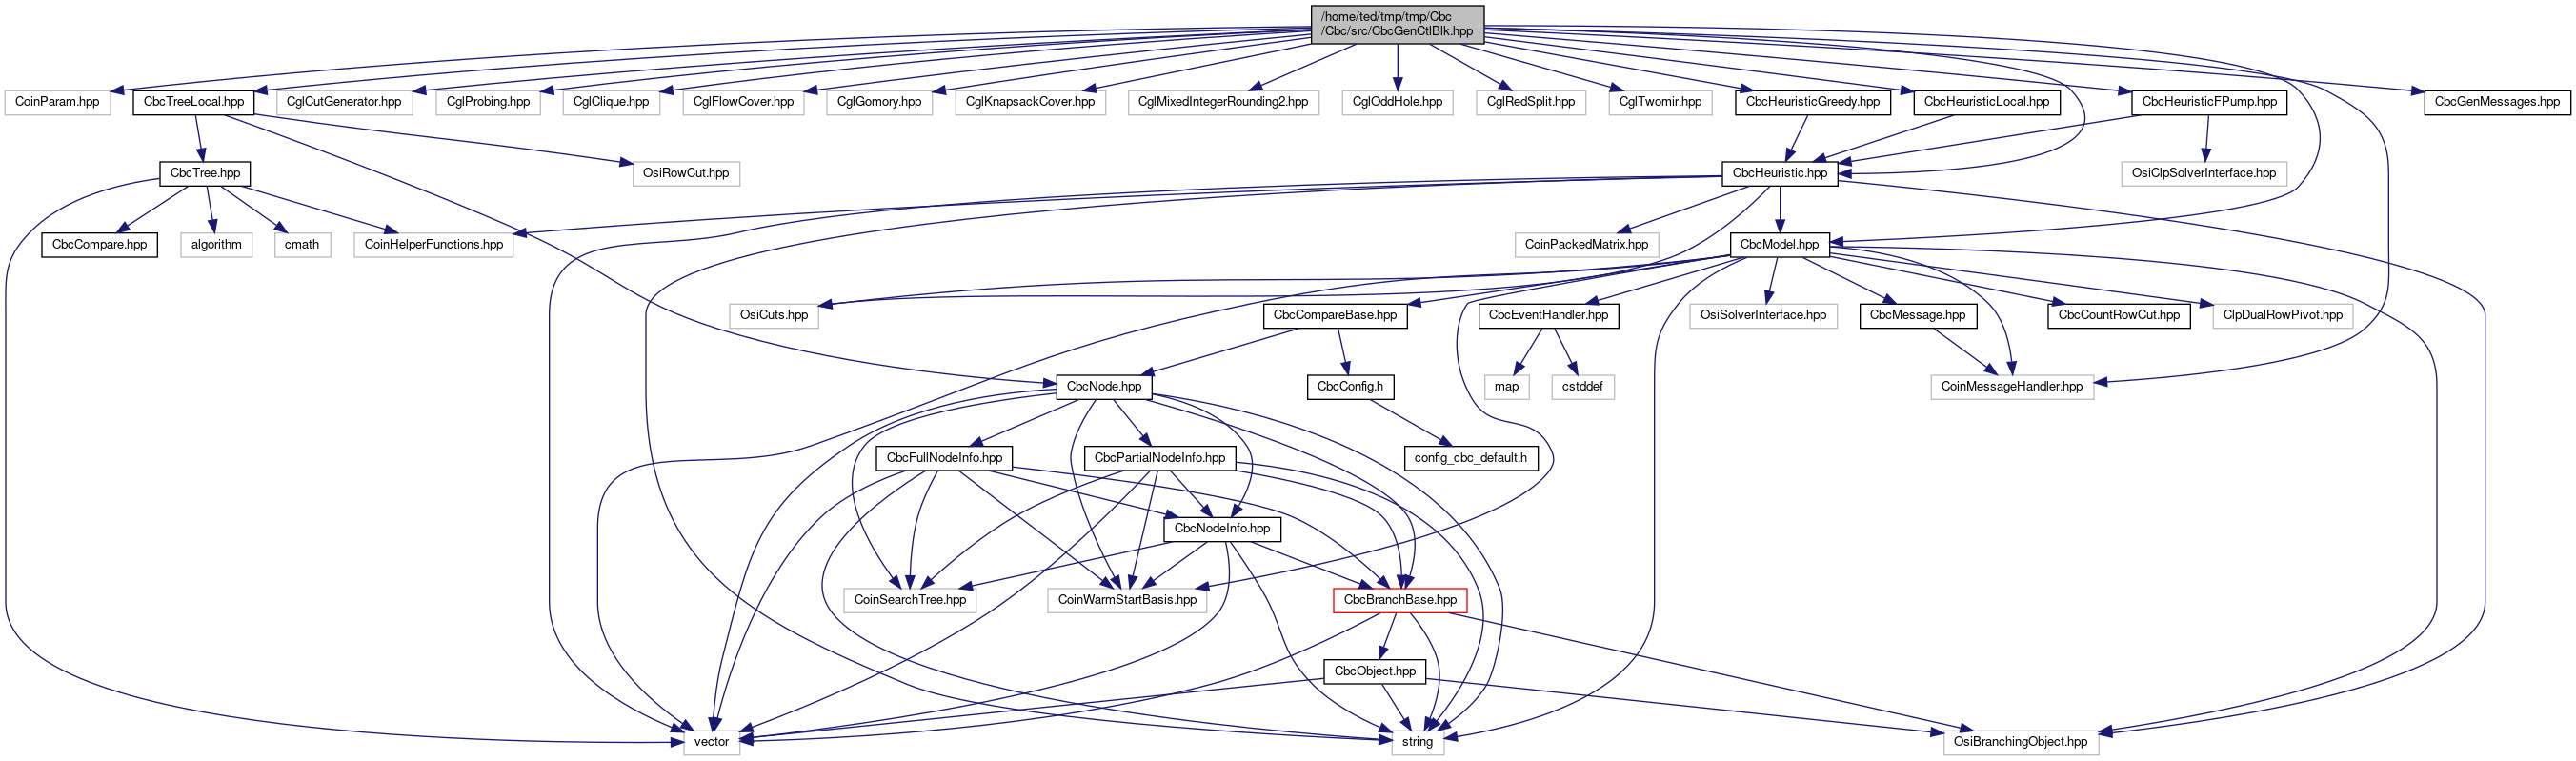 /home/ted/tmp/tmp/Cbc
/Cbc/src/CbcGenCtlBlk.hpp
CoinParam.hpp
CbcTreeLocal.hpp
CglCutGenerator.hpp
CglProbing.hpp
CglClique.hpp
CglFlowCover.hpp
CglGomory.hpp
CglKnapsackCover.hpp
CglMixedIntegerRounding2.hpp
CglOddHole.hpp
CglRedSplit.hpp
CglTwomir.hpp
CbcHeuristicGreedy.hpp
CbcHeuristicLocal.hpp
CbcHeuristicFPump.hpp
CbcGenMessages.hpp
CbcTree.hpp
OsiRowCut.hpp
CbcHeuristic.hpp
OsiClpSolverInterface.hpp
CbcCompare.hpp
algorithm
cmath
CoinHelperFunctions.hpp
CoinPackedMatrix.hpp
CbcModel.hpp
OsiCuts.hpp
CbcCompareBase.hpp
CbcEventHandler.hpp
OsiSolverInterface.hpp
CbcMessage.hpp
CbcCountRowCut.hpp
ClpDualRowPivot.hpp
CbcNode.hpp
CbcConfig.h
map
cstddef
CoinMessageHandler.hpp
CbcFullNodeInfo.hpp
CbcPartialNodeInfo.hpp
config_cbc_default.h
CbcNodeInfo.hpp
CoinSearchTree.hpp
CoinWarmStartBasis.hpp
CbcBranchBase.hpp
CbcObject.hpp
vector
string
OsiBranchingObject.hpp